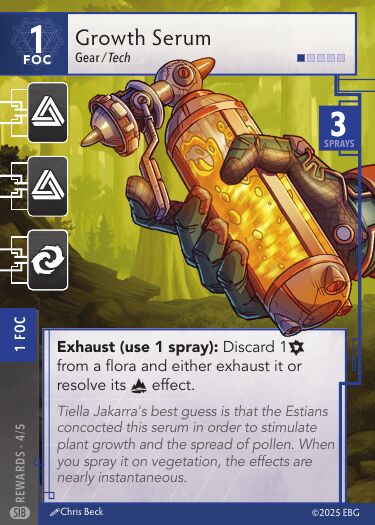 1
FOC
Growth Serum
Gear / Tech
3
SPRAYS
1 FOC
Exhaust (use 1 spray): Discard 1
from a flora and either exhaust it or
resolve its effect.
Tiella Jakarra's best guess is that the Estians
concocted this serum in order to stimulate
plant growth and the spread of pollen. When
you spray it on vegetation, the effects are
nearly instantaneous.
SIB REWARDS - 4/5
Chris Beck
©2025 EBG